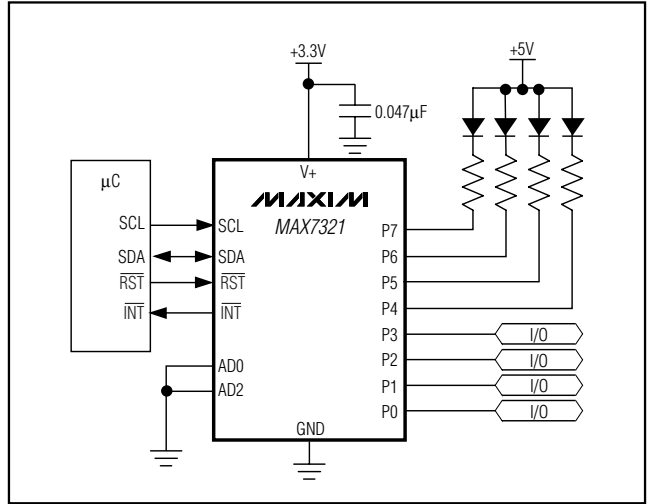 +3.3V
+5V
0.047μF
μC
V+
MAXIM
MAX7321
SCL
SCL
SDA
SDA
RST
RST
INT
INT
AD0
AD2
P7
P6
P5
P4
P3
I/O
P2
I/O
P1
I/O
P0
I/O
GND